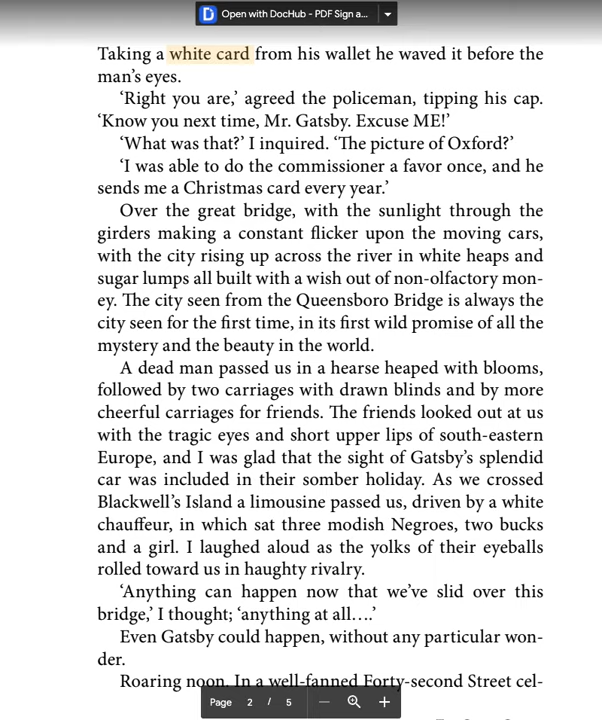 Open with DocHub - PDF Sign a...
Taking a white card from his wallet he waved it before the
man’s eyes.
‘Right you are,’ agreed the policeman, tipping his cap.
‘Know you next time, Mr. Gatsby. Excuse ME!’
‘What was that?’ I inquired. ‘The picture of Oxford?’
‘I was able to do the commissioner a favor once, and he
sends me a Christmas card every year.’
Over the great bridge, with the sunlight through the
girders making a constant flicker upon the moving cars,
with the city rising up across the river in white heaps and
sugar lumps all built with a wish out of non-olfactory mon-
ey. The city seen from the Queensboro Bridge is always the
city seen for the first time, in its first wild promise of all the
mystery and the beauty in the world.
A dead man passed us in a hearse heaped with blooms,
followed by two carriages with drawn blinds and by more
cheerful carriages for friends. The friends looked out at us
with the tragic eyes and short upper lips of south-eastern
Europe, and I was glad that the sight of Gatsby’s splendid
car was included in their somber holiday. As we crossed
Blackwell’s Island a limousine passed us, driven by a white
chauffeur, in which sat three modish Negroes, two bucks
and a girl. I laughed aloud as the yolks of their eyeballs
rolled toward us in haughty rivalry.
‘Anything can happen now that we’ve slid over this
bridge,’ I thought; ‘anything at all....’
Even Gatsby could happen, without any particular won-
der.
Roaring noon. In a well-fanned Forty-second Street cel-
Page 2 / 5